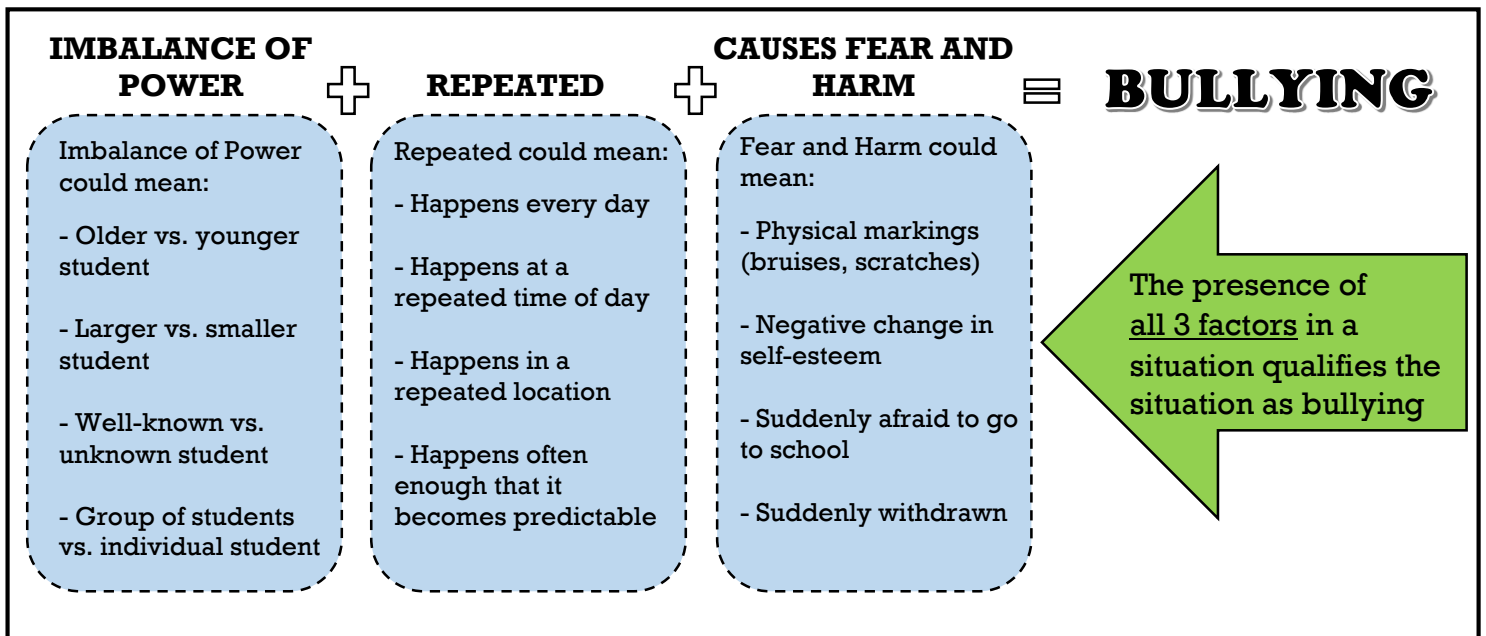 IMBALANCE OF
POWER
REPEATED
CAUSES FEAR AND
HARM
BULLYING
Imbalance of Power
could mean:
- Older vs. younger
student
- Larger vs. smaller
student
- Well-known vs.
unknown student
- Group of students
vs. individual student
Repeated could mean:
- Happens every day
- Happens at a
repeated time of day
- Happens in a
repeated location
- Happens often
enough that it
becomes predictable
Fear and Harm could
mean:
- Physical markings
(bruises, scratches)
- Negative change in
self-esteem
- Suddenly afraid to go
to school
- Suddenly withdrawn
The presence of
all 3 factors in a
situation qualifies the
situation as bullying